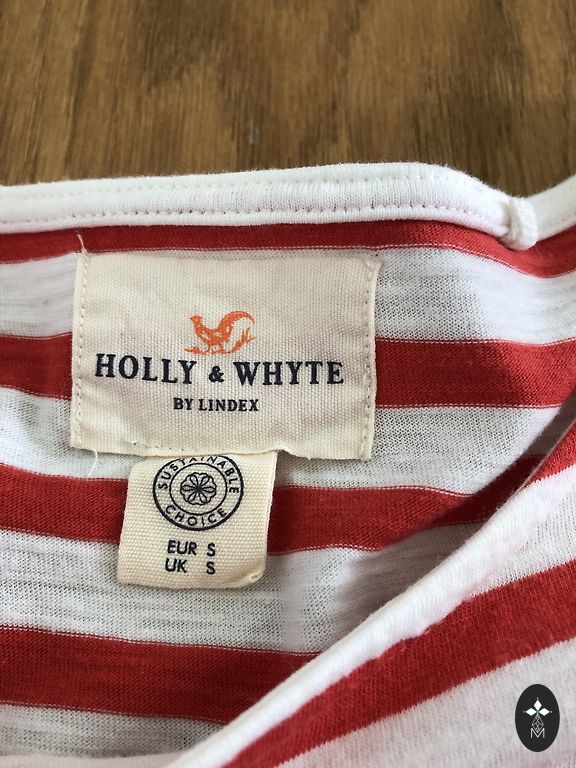 HOLLY & WHYTE
BY LINDEX
SUSTAINABLE
CHOICE
EUR S
UK S